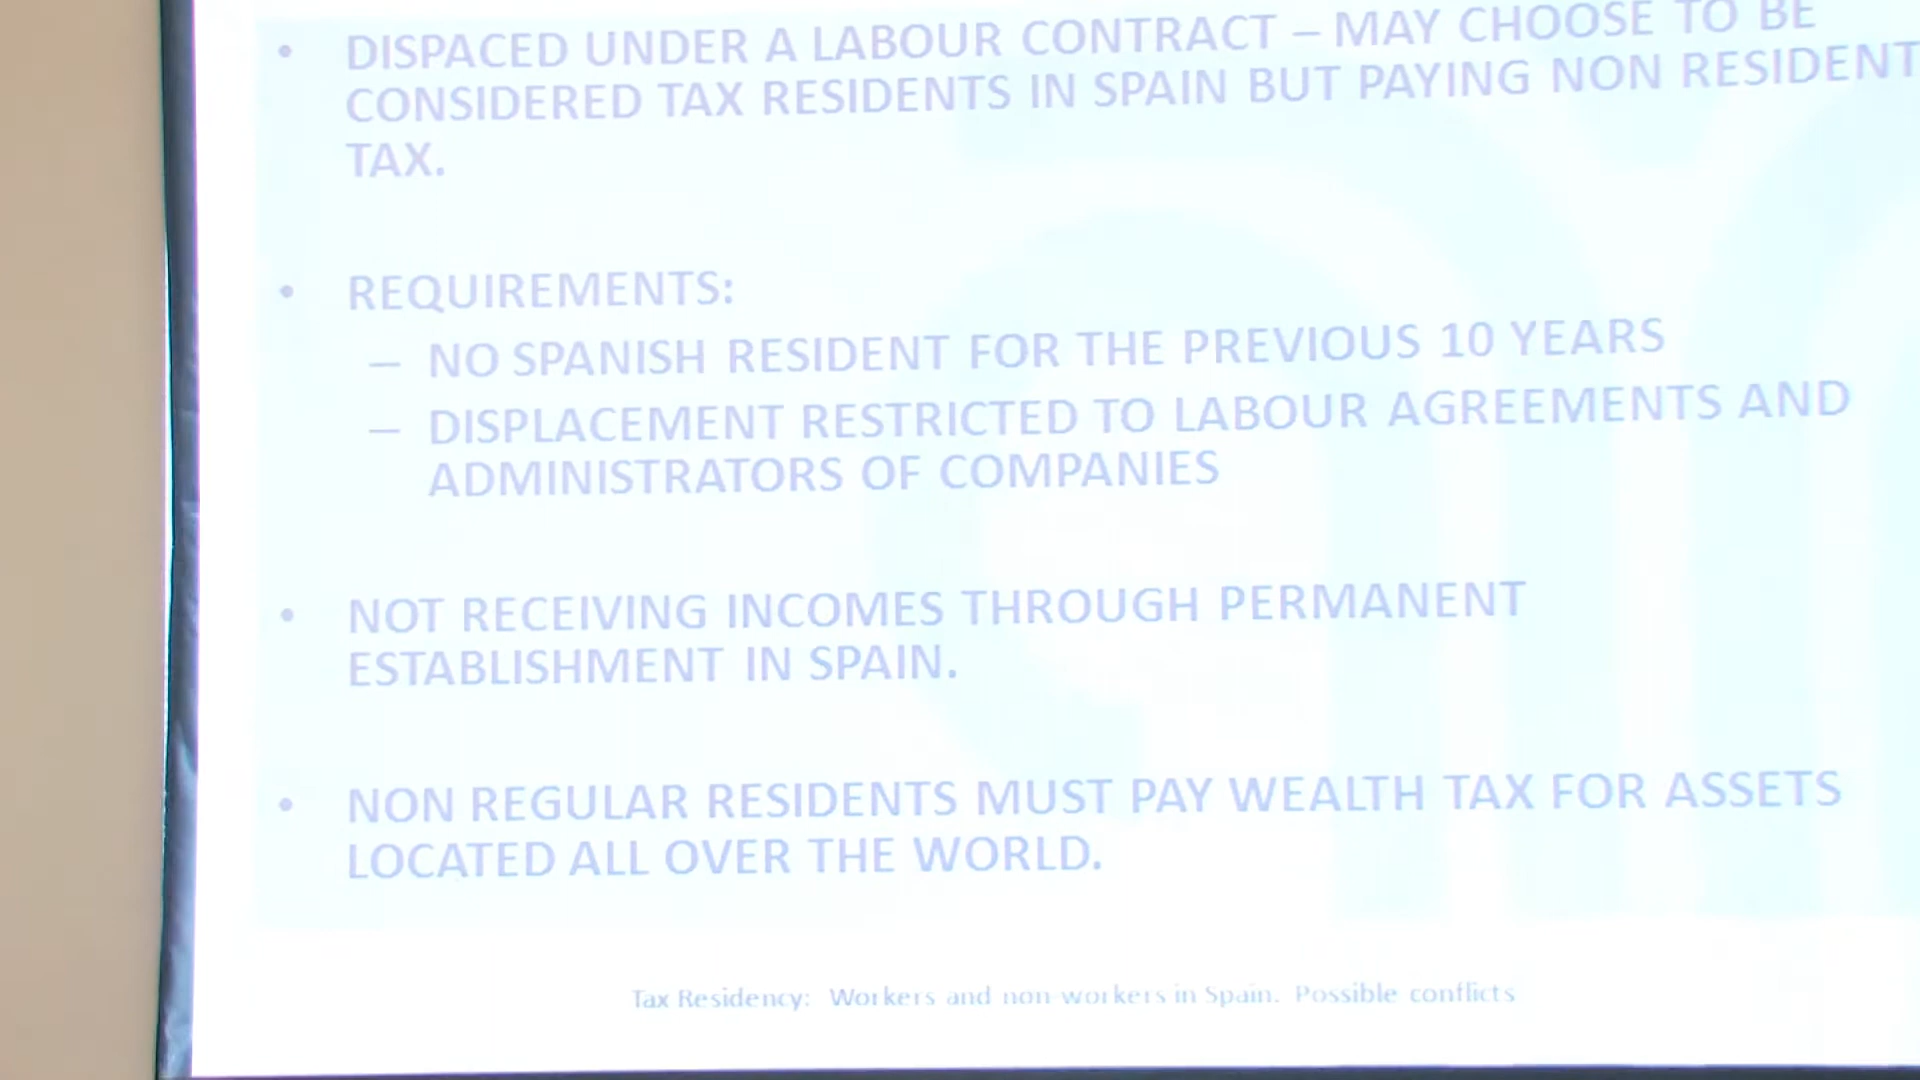 • DISPACED UNDER A LABOUR CONTRACT – MAY CHOOSE TO BE
CONSIDERED TAX RESIDENTS IN SPAIN BUT PAYING NON RESIDENT
TAX.
• REQUIREMENTS:
– NO SPANISH RESIDENT FOR THE PREVIOUS 10 YEARS
– DISPLACEMENT RESTRICTED TO LABOUR AGREEMENTS AND
ADMINISTRATORS OF COMPANIES
• NOT RECEIVING INCOMES THROUGH PERMANENT
ESTABLISHMENT IN SPAIN.
• NON REGULAR RESIDENTS MUST PAY WEALTH TAX FOR ASSETS
LOCATED ALL OVER THE WORLD.
Tax Residency: Workers and non-workers in Spain. Possible conflicts